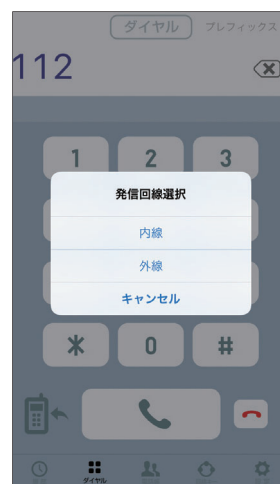 ダイヤル プレフィックス
112
1 2 3
発信回線選択
内線
外線
キャンセル
* 0 #
ダイヤル